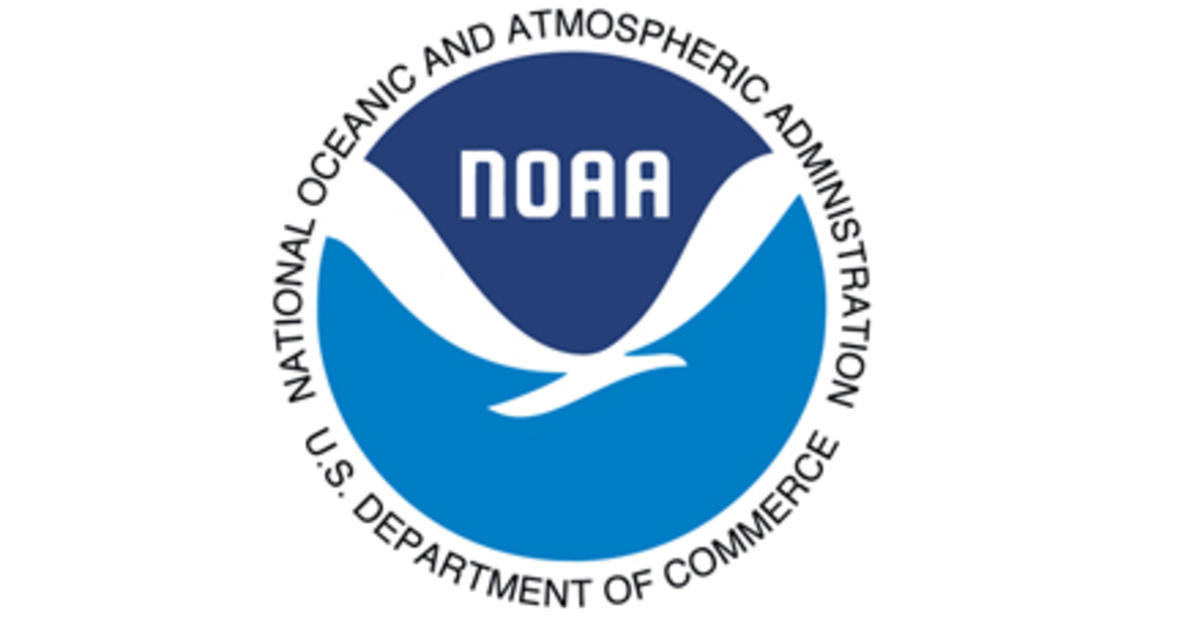 NATIONAL OCEANIC AND ATMOSPHERIC ADMINISTRATION
NOAA
U.S. DEPARTMENT OF COMMERCE